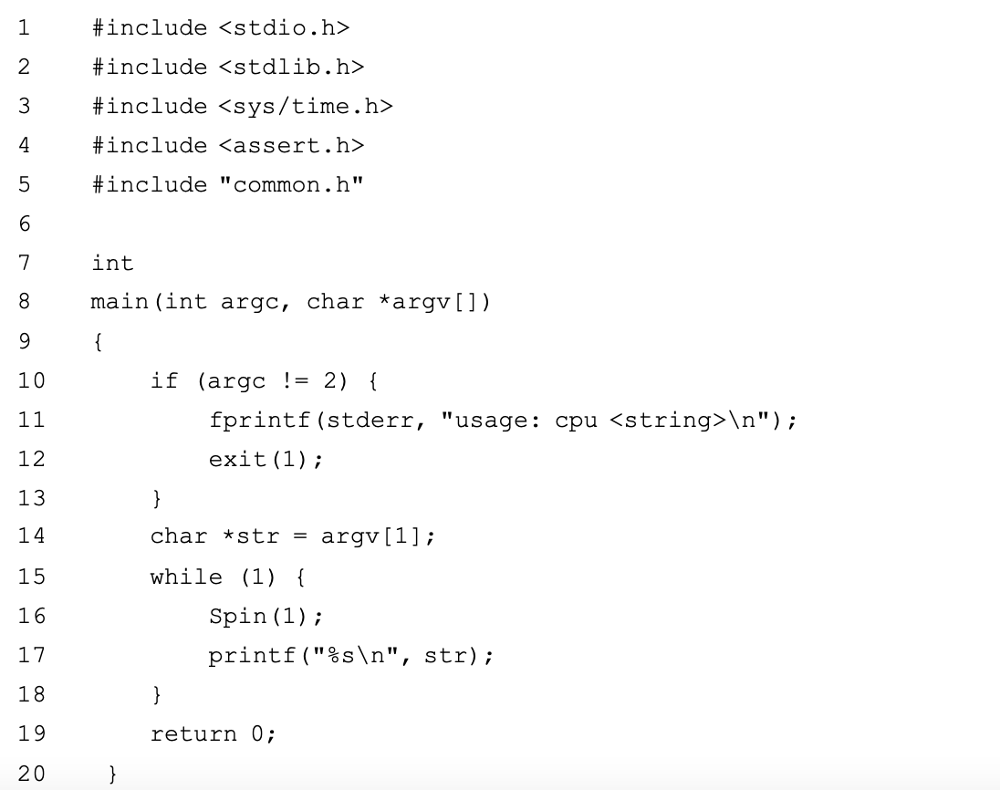 1 #include <stdio.h>
2 #include <stdlib.h>
3 #include <sys/time.h>
4 #include <assert.h>
5 #include "common.h"
6
7 int
8 main(int argc, char *argv[])
9 {
10     if (argc != 2) {
11         fprintf(stderr, "usage: cpu <string>\n");
12         exit(1);
13     }
14     char *str = argv[1];
15     while (1) {
16         Spin(1);
17         printf("%s\n", str);
18     }
19     return 0;
20 }